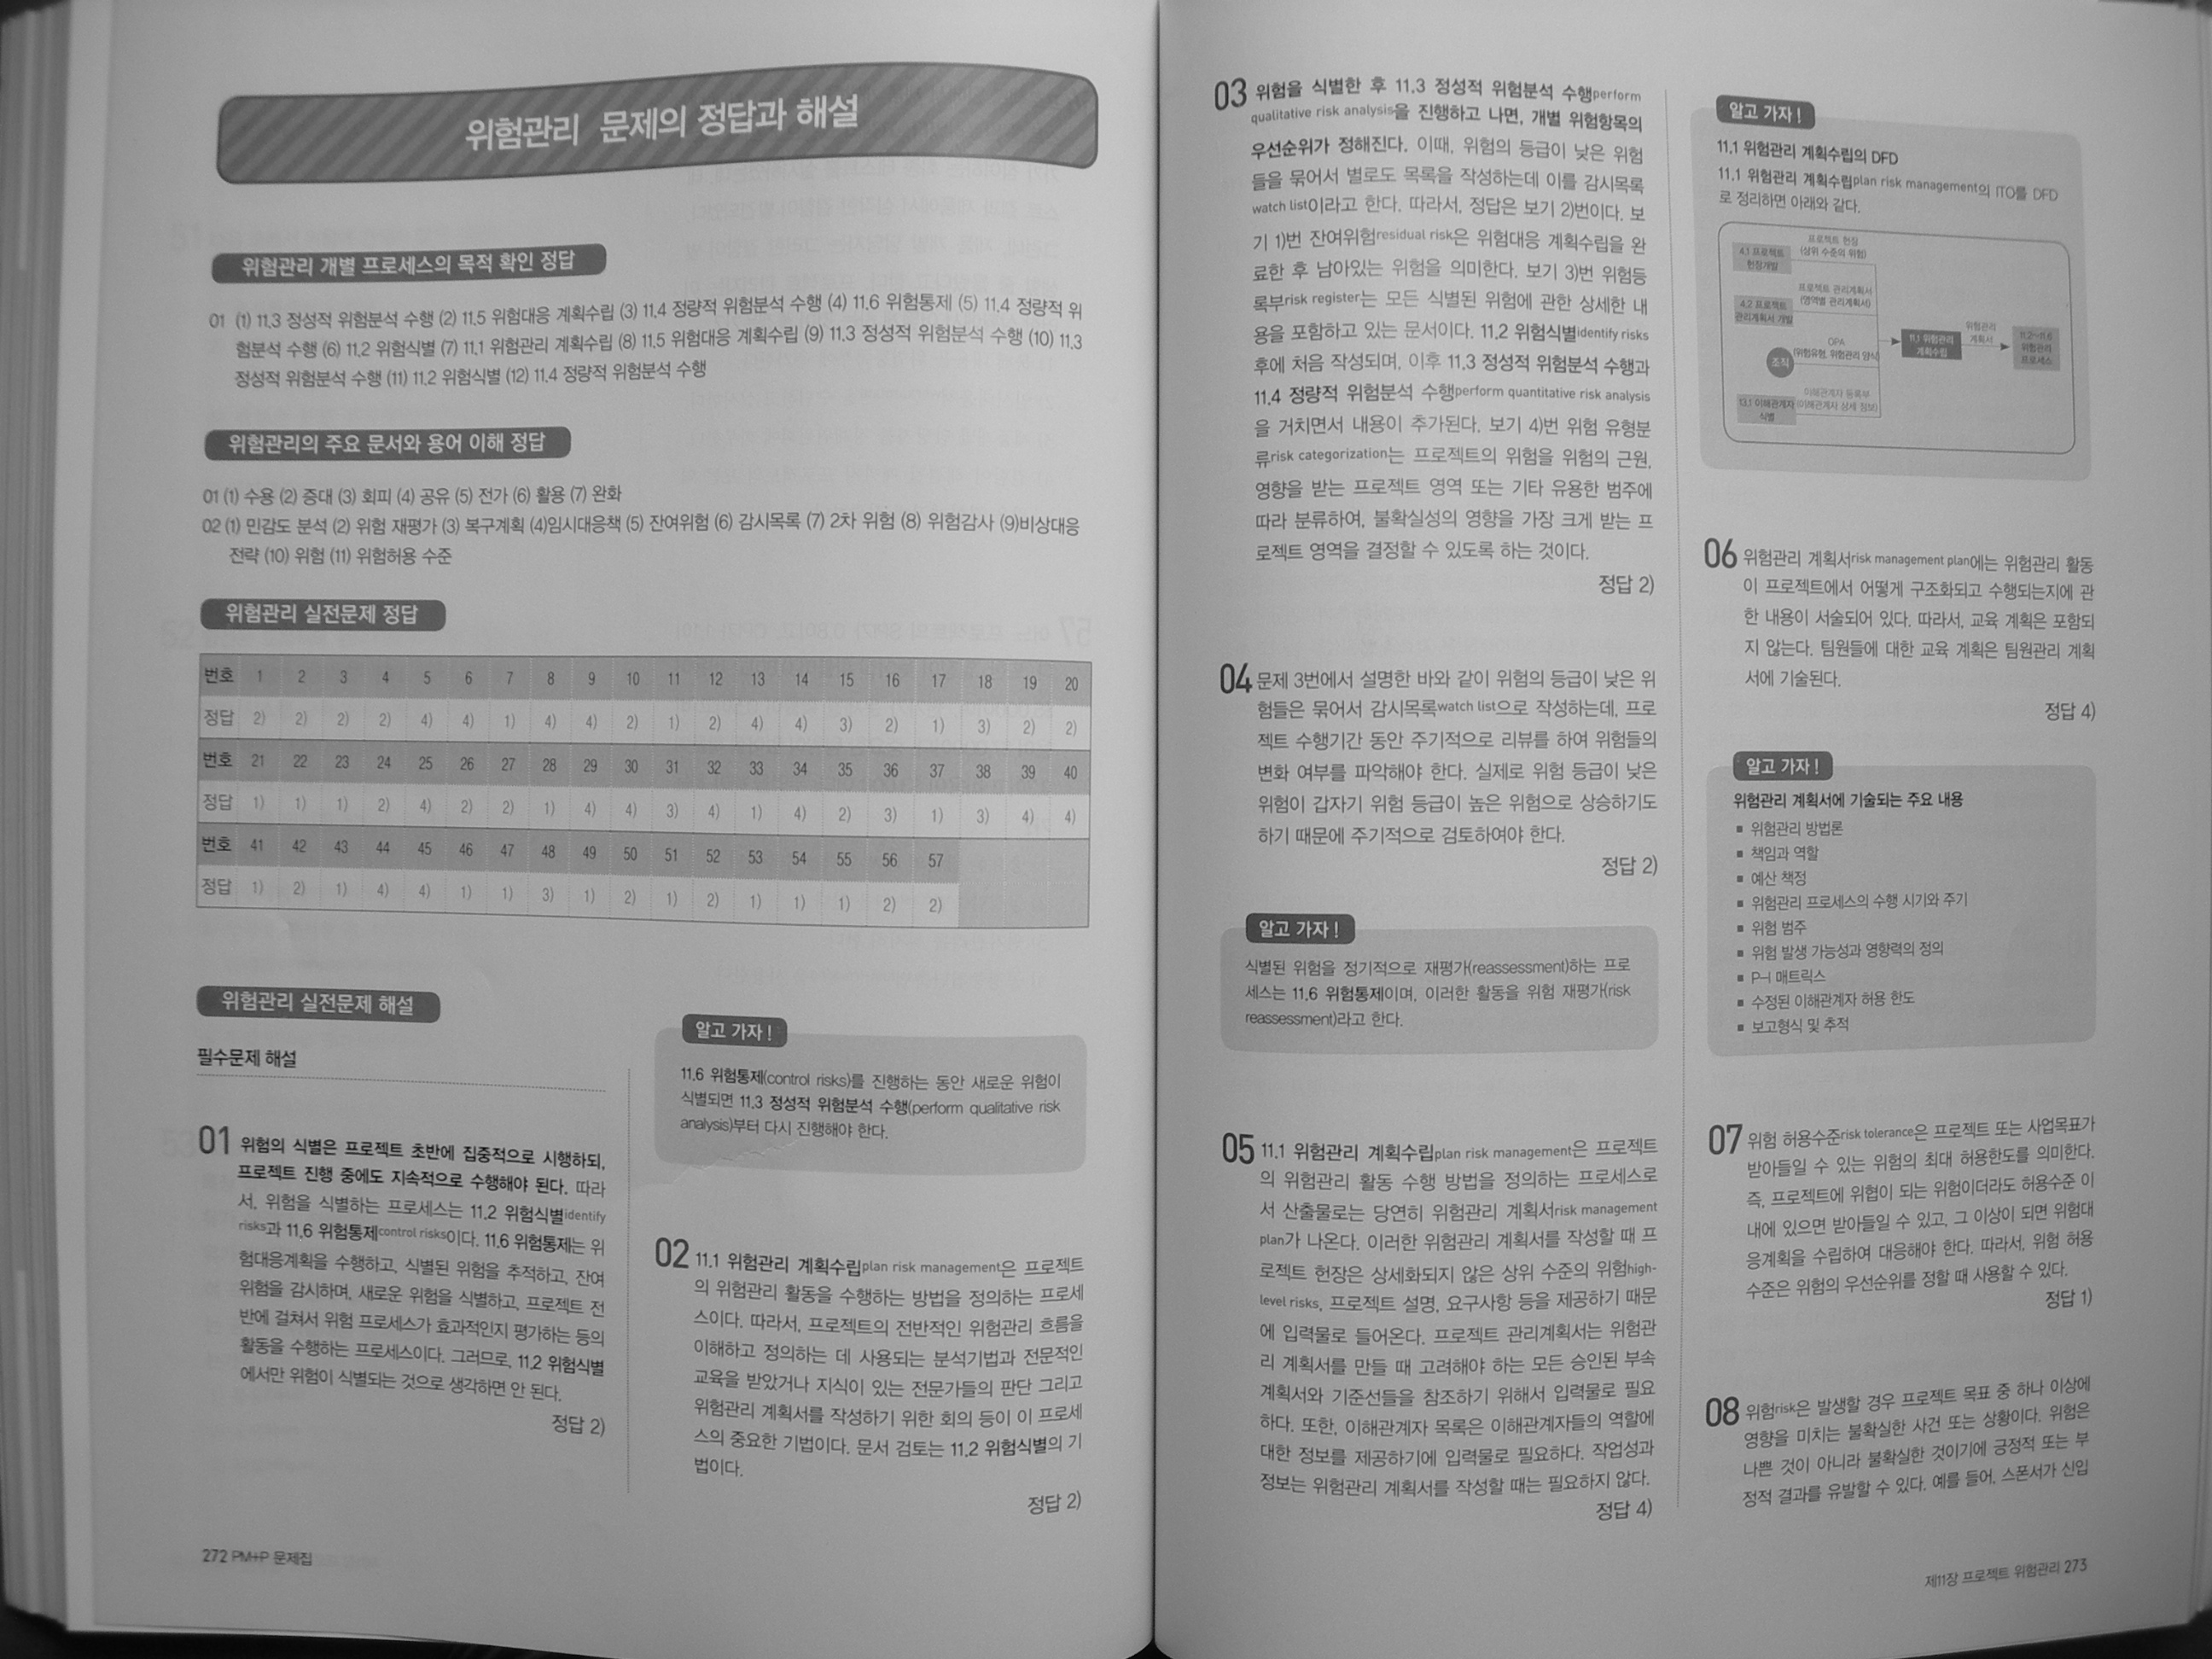 위험관리 문제의 정답과 해설
위험관리 개별 프로세스의 목적 확인 정답
01 (1) 11.3 정성적 위험분석 수행 (2) 11.5 위험대응 계획수립 (3) 11.4 정량적 위험분석 수행 (4) 11.6 위험통제 (5) 11.4 정량적 위
험분석 수행 (6) 11.2 위험식별 (7) 11.1 위험관리 계획수립 (8) 11.5 위험대응 계획수립 (9) 11.3 정성적 위험분석 수행 (10) 11.3
정성적 위험분석 수행 (11) 11.2 위험식별 (12) 11.4 정량적 위험분석 수행
위험관리의 주요 문서와 용어 이해 정답
01 (1) 수용 (2) 증대 (3) 회피 (4) 공유 (5) 전가 (6) 활용 (7) 완화
02 (1) 민감도 분석 (2) 위험 재평가 (3) 복구계획 (4)임시대응책 (5) 잔여위험 (6) 감시목록 (7) 2차 위험 (8) 위험감사 (9)비상대응
전략 (10) 위험 (11) 위험허용 수준
위험관리 실전문제 정답
번호 1 2 3 4 5 6 7 8 9 10 11 12 13 14 15 16 17 18 19 20
정답 2) 2) 2) 2) 4) 4) 1) 4) 4) 2) 1) 2) 4) 4) 3) 2) 1) 3) 2) 2)
번호 21 22 23 24 25 26 27 28 29 30 31 32 33 34 35 36 37 38 39 40
정답 1) 1) 1) 2) 4) 2) 2) 1) 4) 4) 3) 4) 1) 4) 2) 3) 1) 3) 4) 4)
번호 41 42 43 44 45 46 47 48 49 50 51 52 53 54 55 56 57
정답 1) 2) 1) 4) 4) 1) 1) 3) 1) 2) 1) 2) 1) 1) 1) 2) 2)
위험관리 실전문제 해설
필수문제 해설
01 위험의 식별은 프로젝트 초반에 집중적으로 시행하되,
프로젝트 진행 중에도 지속적으로 수행해야 된다. 따라
서, 위험을 식별하는 프로세스는 11.2 위험식별identify
risks과 11.6 위험통제control risks이다. 11.6 위험통제는 위
험대응계획을 수행하고, 식별된 위험을 추적하고, 잔여
위험을 감시하며, 새로운 위험을 식별하고, 프로젝트 전
반에 걸쳐서 위험 프로세스가 효과적인지 평가하는 등의
활동을 수행하는 프로세스이다. 그러므로, 11.2 위험식별
에서만 위험이 식별되는 것으로 생각하면 안 된다.
정답 2)
알고 가자!
11.6 위험통제(control risks)를 진행하는 동안 새로운 위험이
식별되면 11.3 정성적 위험분석 수행(perform qualitative risk
analysis)부터 다시 진행해야 한다.
02 11.1 위험관리 계획수립plan risk management은 프로젝트
의 위험관리 활동을 수행하는 방법을 정의하는 프로세
스이다. 따라서, 프로젝트의 전반적인 위험관리 흐름을
이해하고 정의하는 데 사용되는 분석기법과 전문적인
교육을 받았거나 지식이 있는 전문가들의 판단 그리고
위험관리 계획서를 작성하기 위한 회의 등이 이 프로세
스의 중요한 기법이다. 문서 검토는 11.2 위험식별의 기
법이다.
정답 2)
272 PM+P 문제집
03 위험을 식별한 후 11.3 정성적 위험분석 수행perform
qualitative risk analysis을 진행하고 나면, 개별 위험항목의
우선순위가 정해진다. 이때, 위험의 등급이 낮은 위험
들을 묶어서 별로도 목록을 작성하는데 이를 감시목록
watch list이라고 한다. 따라서, 정답은 보기 2)번이다. 보
기 1)번 잔여위험residual risk은 위험대응 계획수립을 완
료한 후 남아있는 위험을 의미한다. 보기 3)번 위험등
록부risk register는 모든 식별된 위험에 관한 상세한 내
용을 포함하고 있는 문서이다. 11.2 위험식별identify risks
후에 처음 작성되며, 이후 11.3 정성적 위험분석 수행과
11.4 정량적 위험분석 수행perform quantitative risk analysis
을 거치면서 내용이 추가된다. 보기 4)번 위험 유형분
류risk categorization는 프로젝트의 위험을 위험의 근원,
영향을 받는 프로젝트 영역 또는 기타 유용한 범주에
따라 분류하여, 불확실성의 영향을 가장 크게 받는 프
로젝트 영역을 결정할 수 있도록 하는 것이다.
정답 2)
04 문제 3번에서 설명한 바와 같이 위험의 등급이 낮은 위
험들은 묶어서 감시목록watch list으로 작성하는데, 프로
젝트 수행기간 동안 주기적으로 리뷰를 하여 위험들의
변화 여부를 파악해야 한다. 실제로 위험 등급이 낮은
위험이 갑자기 위험 등급이 높은 위험으로 상승하기도
하기 때문에 주기적으로 검토하여야 한다.
정답 2)
알고 가자!
식별된 위험을 정기적으로 재평가(reassessment)하는 프로
세스는 11.6 위험통제이며, 이러한 활동을 위험 재평가(risk
reassessment)라고 한다.
05 11.1 위험관리 계획수립plan risk management은 프로젝트
의 위험관리 활동 수행 방법을 정의하는 프로세스로
서 산출물로는 당연히 위험관리 계획서risk management
plan가 나온다. 이러한 위험관리 계획서를 작성할 때 프
로젝트 헌장은 상세화되지 않은 상위 수준의 위험high-
level risks, 프로젝트 설명, 요구사항 등을 제공하기 때문
에 입력물로 들어온다. 프로젝트 관리계획서는 위험관
리 계획서를 만들 때 고려해야 하는 모든 승인된 부속
계획서와 기준선들을 참조하기 위해서 입력물로 필요
하다. 또한, 이해관계자 목록은 이해관계자들의 역할에
대한 정보를 제공하기에 입력물로 필요하다. 작업성과
정보는 위험관리 계획서를 작성할 때는 필요하지 않다.
정답 4)
알고 가자!
11.1 위험관리 계획수립의 DFD
11.1 위험관리 계획수립plan risk management의 ITO를 DFD
로 정리하면 아래와 같다.
4.1 프로젝트
헌장개발
프로젝트 헌장
(상위 수준의 위험)
4.2 프로젝트
관리계획서 개발
프로젝트 관리계획서
(영역별 관리계획서)
조직
OPA
(위험유형, 위험관리 양식)
13.1 이해관계자
식별
이해관계자 등록부
(이해관계자 상세 정보)
11.1 위험관리
계획수립
위험관리
계획서
11.2~11.6
위험관리
프로세스
06 위험관리 계획서risk management plan에는 위험관리 활동
이 프로젝트에서 어떻게 구조화되고 수행되는지에 관
한 내용이 서술되어 있다. 따라서, 교육 계획은 포함되
지 않는다. 팀원들에 대한 교육 계획은 팀원관리 계획
서에 기술된다.
정답 4)
알고 가자!
위험관리 계획서에 기술되는 주요 내용
▪ 위험관리 방법론
▪ 책임과 역할
▪ 예산 책정
▪ 위험관리 프로세스의 수행 시기와 주기
▪ 위험 범주
▪ 위험 발생 가능성과 영향력의 정의
▪ P-I 매트릭스
▪ 수정된 이해관계자 허용 한도
▪ 보고형식 및 추적
07 위험 허용수준risk tolerance은 프로젝트 또는 사업목표가
받아들일 수 있는 위험의 최대 허용한도를 의미한다.
즉, 프로젝트에 위협이 되는 위험이더라도 허용수준 이
내에 있으면 받아들일 수 있고, 그 이상이 되면 위험대
응계획을 수립하여 대응해야 한다. 따라서, 위험 허용
수준은 위험의 우선순위를 정할 때 사용할 수 있다.
정답 1)
08 위험risk은 발생할 경우 프로젝트 목표 중 하나 이상에
영향을 미치는 불확실한 사건 또는 상황이다. 위험은
나쁜 것이 아니라 불확실한 것이기에 긍정적 또는 부
정적 결과를 유발할 수 있다. 예를 들어, 스폰서가 신입
제11장 프로젝트 위험관리 273